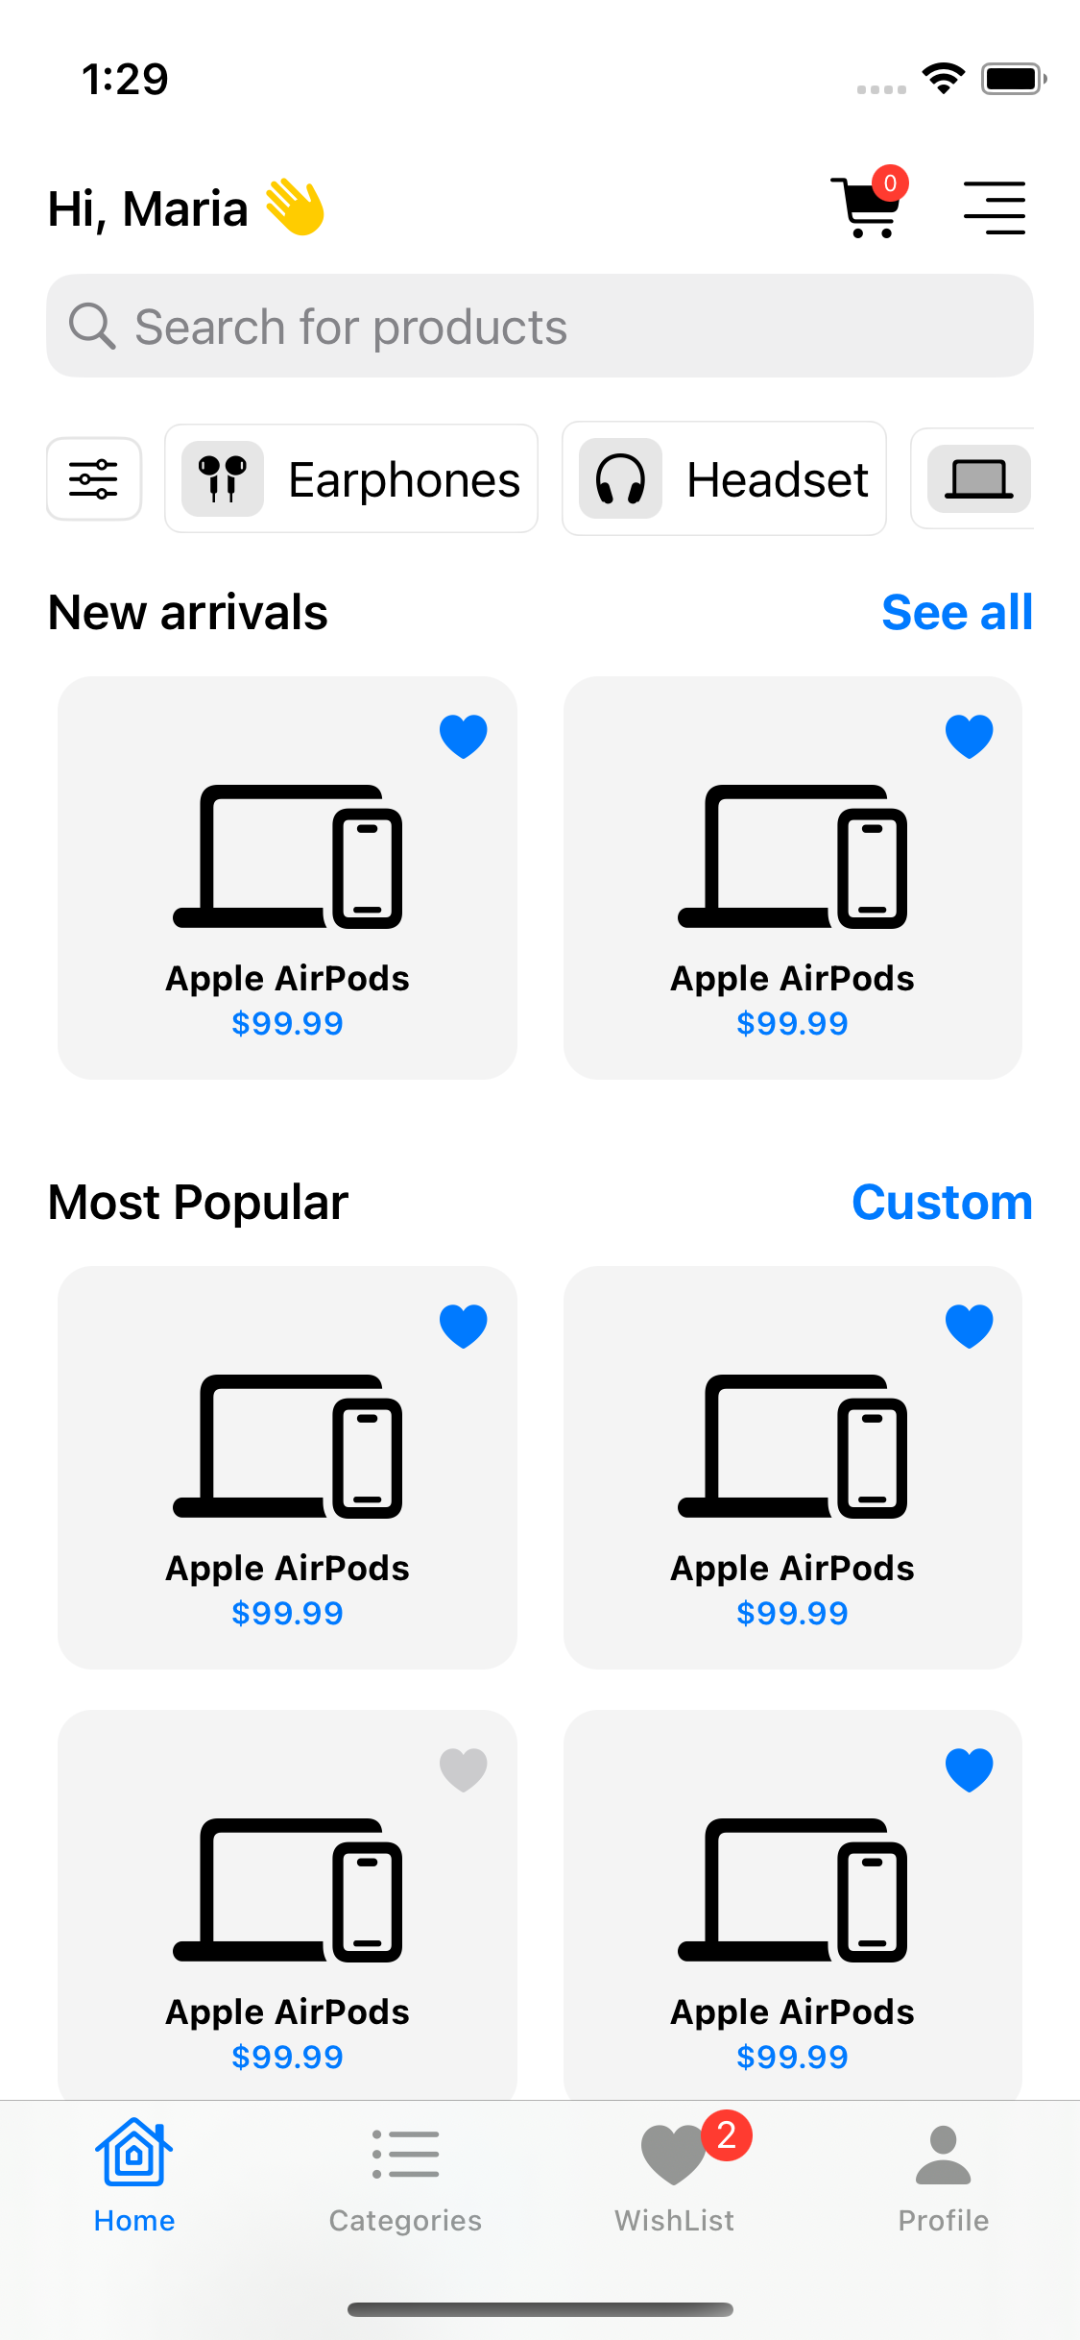 1:29
Hi, Maria 👋
0
Search for products
Earphones
Headset
New arrivals
See all
Apple AirPods
$99.99
Apple AirPods
$99.99
Most Popular
Custom
Apple AirPods
$99.99
Apple AirPods
$99.99
Apple AirPods
$99.99
Apple AirPods
$99.99
2
Home
Categories
WishList
Profile